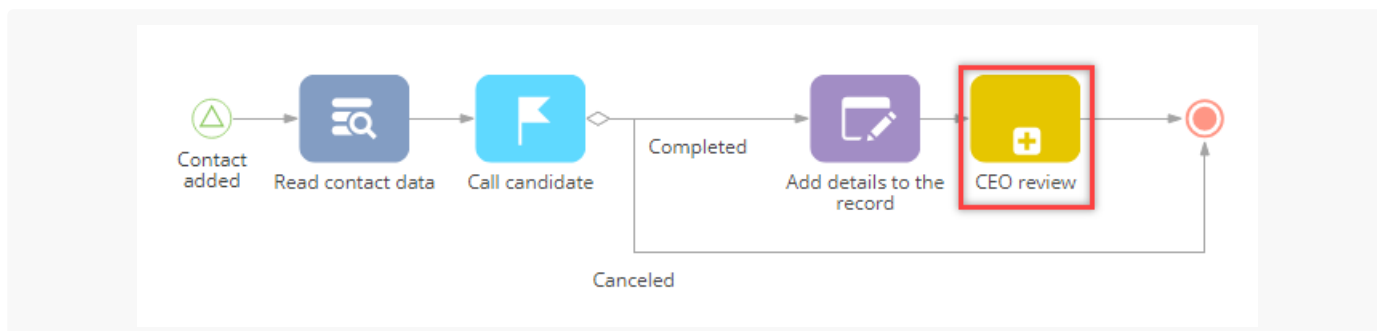 Contact
added
Read contact data
Call candidate
Completed
Add details to the
record
CEO review
Canceled